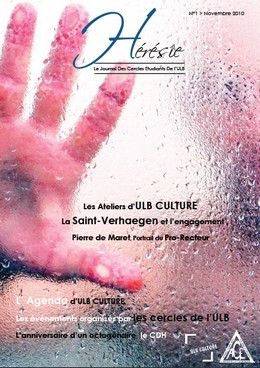 N°1 > Novembre 2010
Hérésie
Le Journal Des Cercles Etudiants De l'ULB
Les Ateliers d'ULB CULTURE
La Saint-Verhaegen et l'engagement
Pierre de Maret, Portrait du Pro-Recteur
L'Agenda d'ULB CULTURE
Les évènements organisés par les cercles de l'ULB
L'anniversaire d'un octogénaire, le CDH
ULB CULTURE